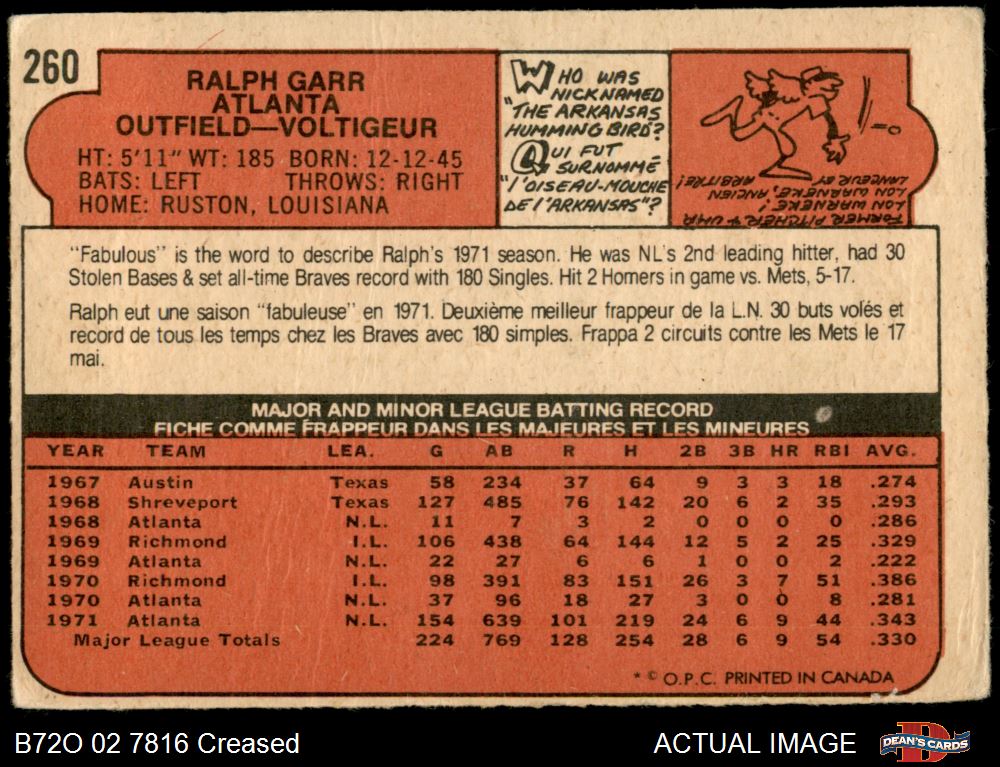 260
RALPH GARR
ATLANTA
OUTFIELD—VOLTIGEUR
HT: 5'11" WT: 185 BORN: 12-12-45
BATS: LEFT THROWS: RIGHT
HOME: RUSTON, LOUISIANA
WHO WAS
NICKNAMED
"THE ARKANSAS
HUMMING BIRD"?
QUI FUT
SURNOMMÉ
"L'OISEAU-MOUCHE
DE L'ARKANSAS"?
FORMER PITCHER & UMP,
LON WARNEKE!
LON WARNEKE, ANCIEN
LANCEUR ET ARBITRE!
"Fabulous" is the word to describe Ralph's 1971 season. He was NL's 2nd leading hitter, had 30
Stolen Bases & set all-time Braves record with 180 Singles. Hit 2 Homers in game vs. Mets, 5-17.
Ralph eut une saison "fabuleuse" en 1971. Deuxième meilleur frappeur de la L.N. 30 buts volés et
record de tous les temps chez les Braves avec 180 simples. Frappa 2 circuits contre les Mets le 17
mai.
MAJOR AND MINOR LEAGUE BATTING RECORD
FICHE COMME FRAPPEUR DANS LES MAJEURES ET LES MINEURES
YEAR TEAM LEA. G AB R H 2B 3B HR RBI AVG.
1967 Austin Texas 58 234 37 64 9 3 3 18 .274
1968 Shreveport Texas 127 485 76 142 20 6 2 35 .293
1968 Atlanta N.L. 11 7 3 2 0 0 0 0 .286
1969 Richmond I.L. 106 438 64 144 12 5 2 25 .329
1969 Atlanta N.L. 22 27 6 6 1 0 0 2 .222
1970 Richmond I.L. 98 391 83 151 26 3 7 51 .386
1970 Atlanta N.L. 37 96 18 27 3 0 0 8 .281
1971 Atlanta N.L. 154 639 101 219 24 6 9 44 .343
Major League Totals 224 769 128 254 28 6 9 54 .330
* © O.P.C. PRINTED IN CANADA
B72O 02 7816 Creased
ACTUAL IMAGE
DEAN'S CARDS